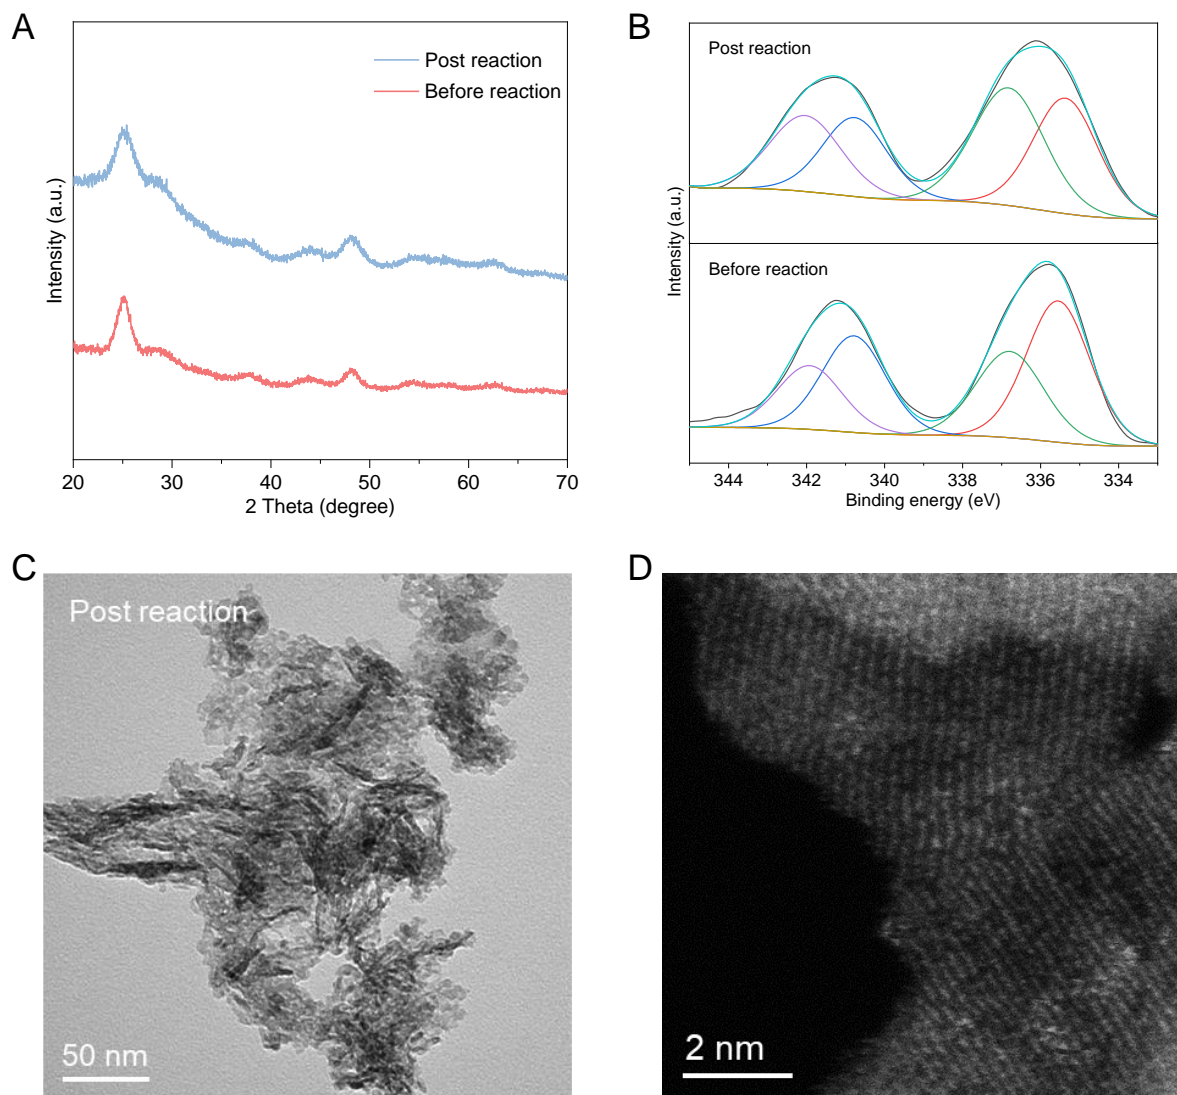 A
Post reaction
Before reaction
Intensity (a.u.)
20 30 40 50 60 70
2 Theta (degree)
B
Post reaction
Before reaction
Intensity (a.u.)
344 342 340 338 336 334
Binding energy (eV)
C
Post reaction
50 nm
D
2 nm